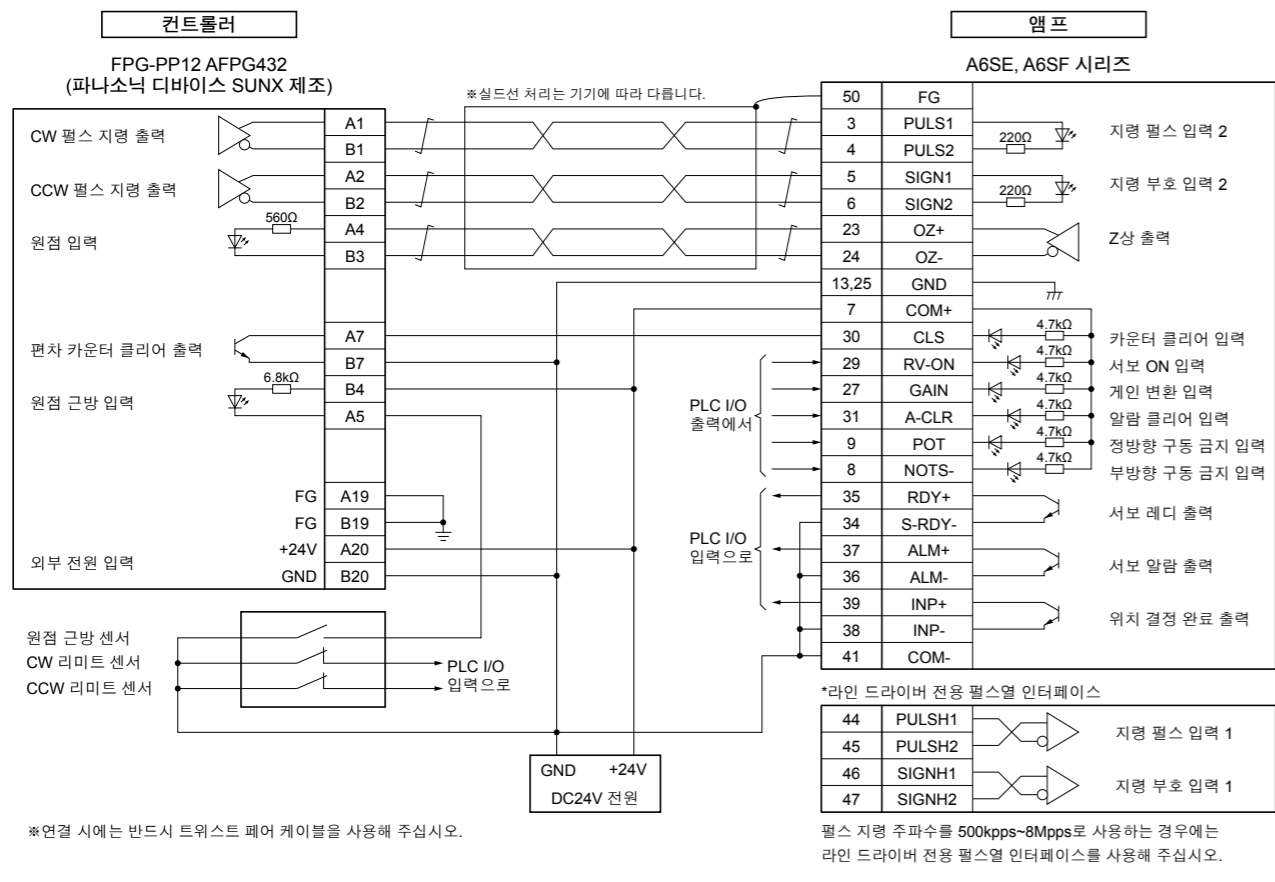 컨트롤러
FPG-PP12 AFPG432
(파나소닉 디바이스 SUNX 제조)
앰프
A6SE, A6SF 시리즈
※실드선 처리는 기기에 따라 다릅니다.
CW 펄스 지령 출력
A1
B1
CCW 펄스 지령 출력
A2
B2
원점 입력
560Ω
A4
B3
편차 카운터 클리어 출력
A7
B7
원점 근방 입력
6.8kΩ
B4
A5
FG A19
FG B19
외부 전원 입력
+24V A20
GND B20
50 FG
3 PULS1
4 PULS2
220Ω
지령 펄스 입력 2
5 SIGN1
6 SIGN2
220Ω
지령 부호 입력 2
23 OZ+
24 OZ-
Z상 출력
13,25 GND
7 COM+
30 CLS 4.7kΩ 카운터 클리어 입력
29 RV-ON 4.7kΩ 서보 ON 입력
27 GAIN 4.7kΩ 게인 변환 입력
31 A-CLR 4.7kΩ 알람 클리어 입력
9 POT 4.7kΩ 정방향 구동 금지 입력
8 NOTS- 4.7kΩ 부방향 구동 금지 입력
PLC I/O
출력에서
35 RDY+
34 S-RDY-
서보 레디 출력
37 ALM+
36 ALM-
서보 알람 출력
39 INP+
38 INP-
위치 결정 완료 출력
41 COM-
PLC I/O
입력으로
원점 근방 센서
CW 리미트 센서
CCW 리미트 센서
PLC I/O
입력으로
GND +24V
DC24V 전원
*라인 드라이버 전용 펄스열 인터페이스
44 PULSH1
45 PULSH2
지령 펄스 입력 1
46 SIGNH1
47 SIGNH2
지령 부호 입력 1
※연결 시에는 반드시 트위스트 페어 케이블을 사용해 주십시오.
펄스 지령 주파수를 500kpps~8Mpps로 사용하는 경우에는
라인 드라이버 전용 펄스열 인터페이스를 사용해 주십시오.